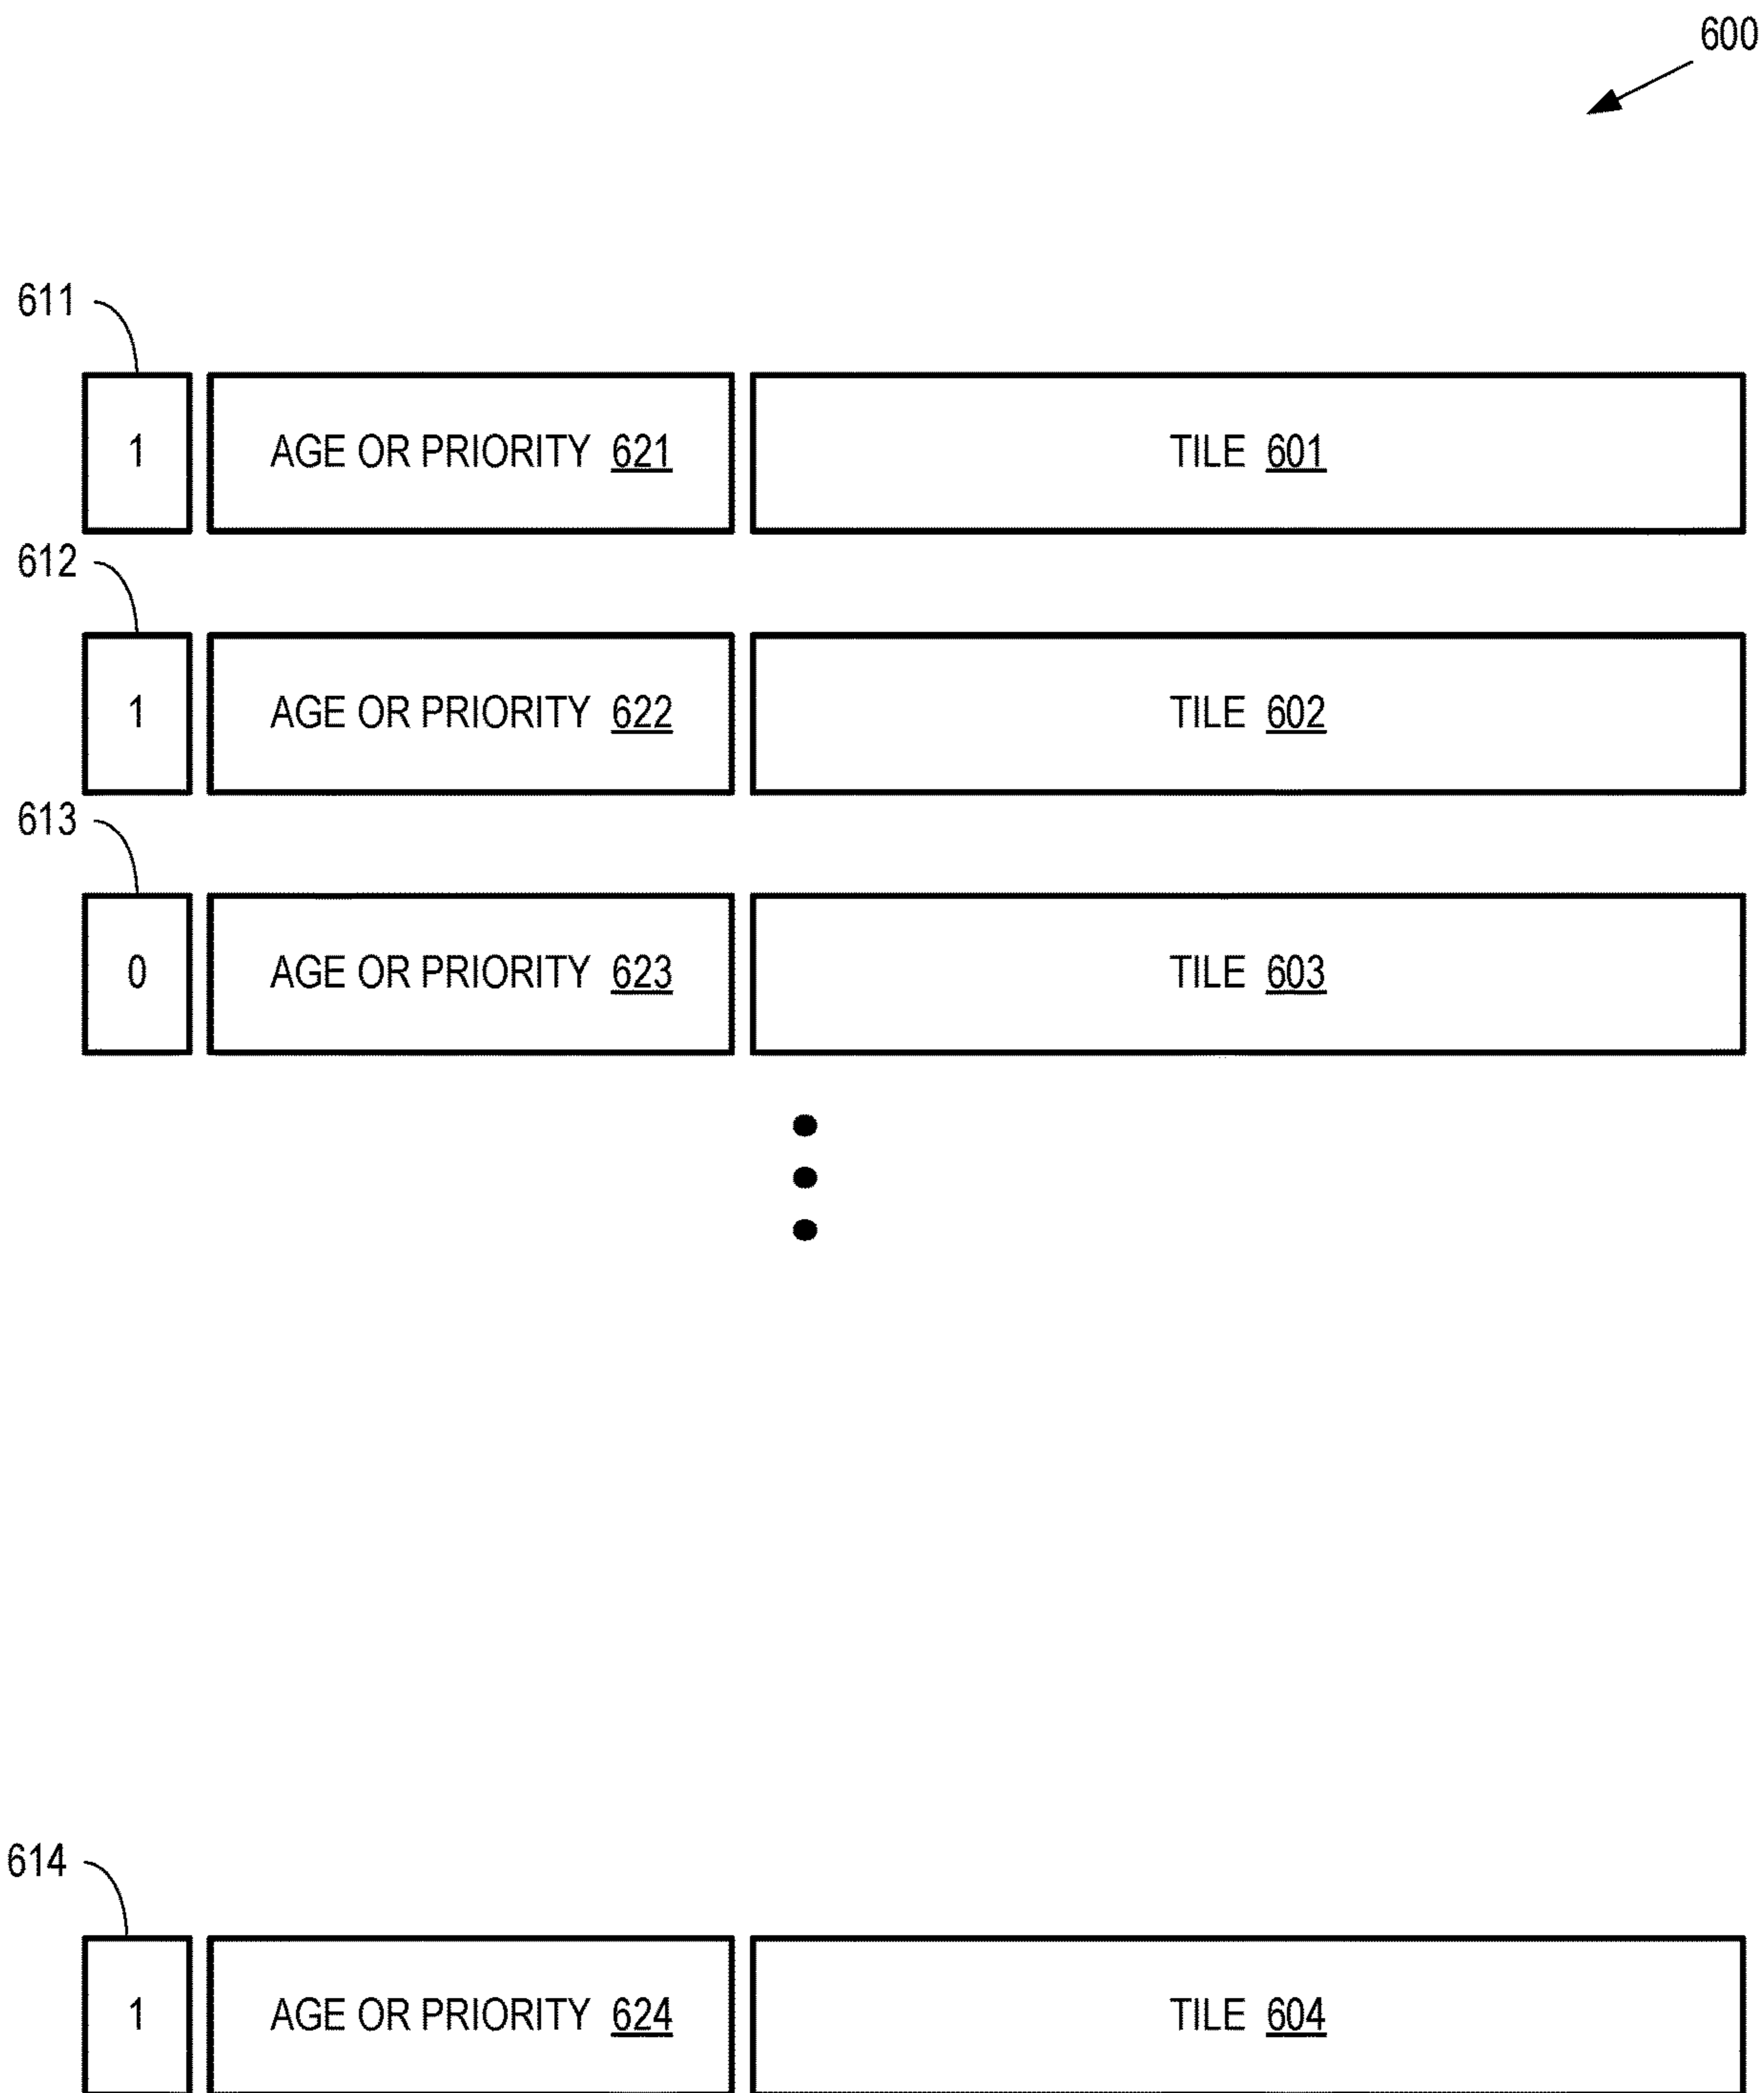 600
611
1 AGE OR PRIORITY 621 TILE 601
612
1 AGE OR PRIORITY 622 TILE 602
613
0 AGE OR PRIORITY 623 TILE 603
614
1 AGE OR PRIORITY 624 TILE 604